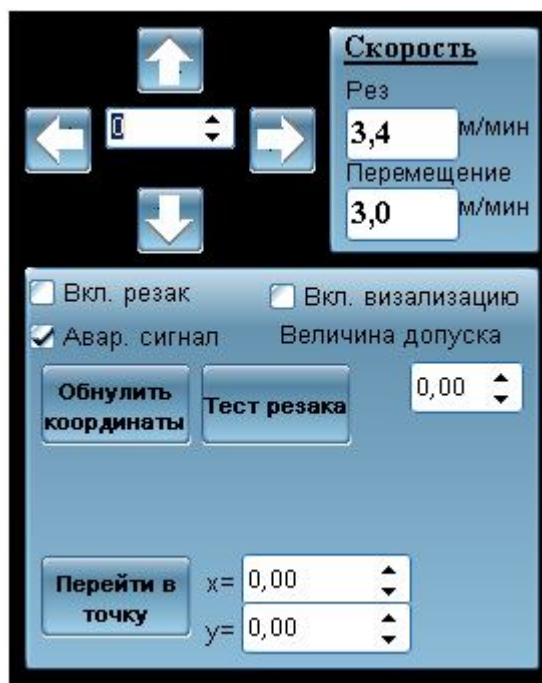 0
Скорость
Рез
3,4 м/мин
Перемещение
3,0 м/мин
Вкл. резак
Вкл. визализацию
Авар. сигнал
Величина допуска
Обнулить
координаты
Тест резака
0,00
Перейти в
точку
x= 0,00
y= 0,00